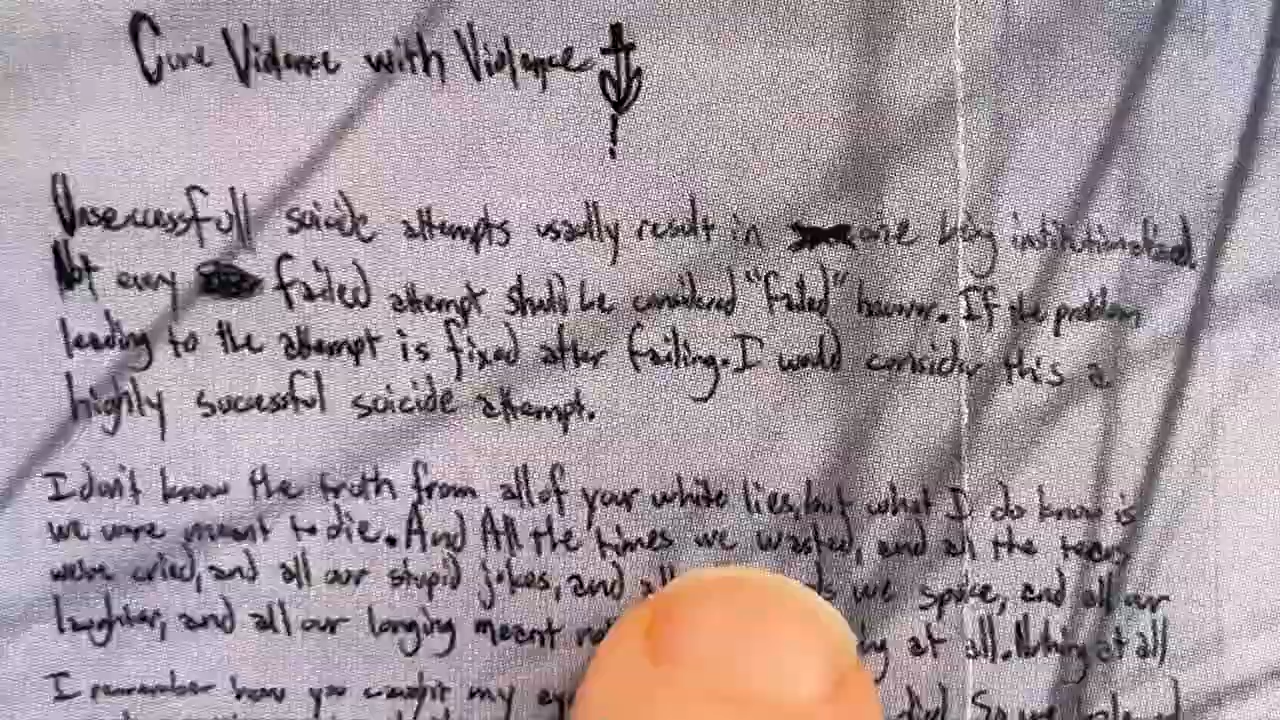 Cure Violence with Violence
Unsecussfull suicide attempts usually result in one being institutionalized.
Not every failed attempt should be considered "failed" however. If the problem
leading to the attempt is fixed after failing. I would consider this a
highly sucessful suicide attempt.
I don't know the truth from all of your white lies, but what I do know is
we were meant to die. And All the times we wasted, and all the tears
we've cried, and all our stupid jokes, and we spoke, and all our
laughter, and all our longing meant at all. Nothing at all
I remember how you caught my